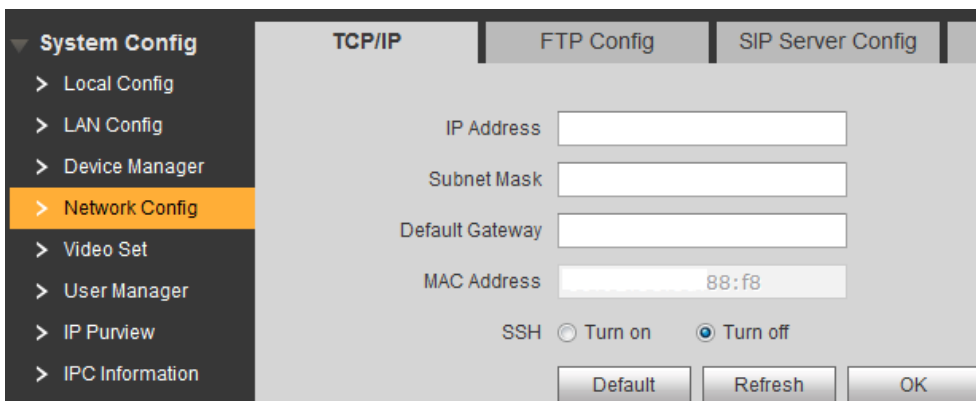 System Config
Local Config
LAN Config
Device Manager
Network Config
Video Set
User Manager
IP Purview
IPC Information
TCP/IP
FTP Config
SIP Server Config
IP Address
Subnet Mask
Default Gateway
MAC Address 88:f8
SSH Turn on Turn off
Default Refresh OK